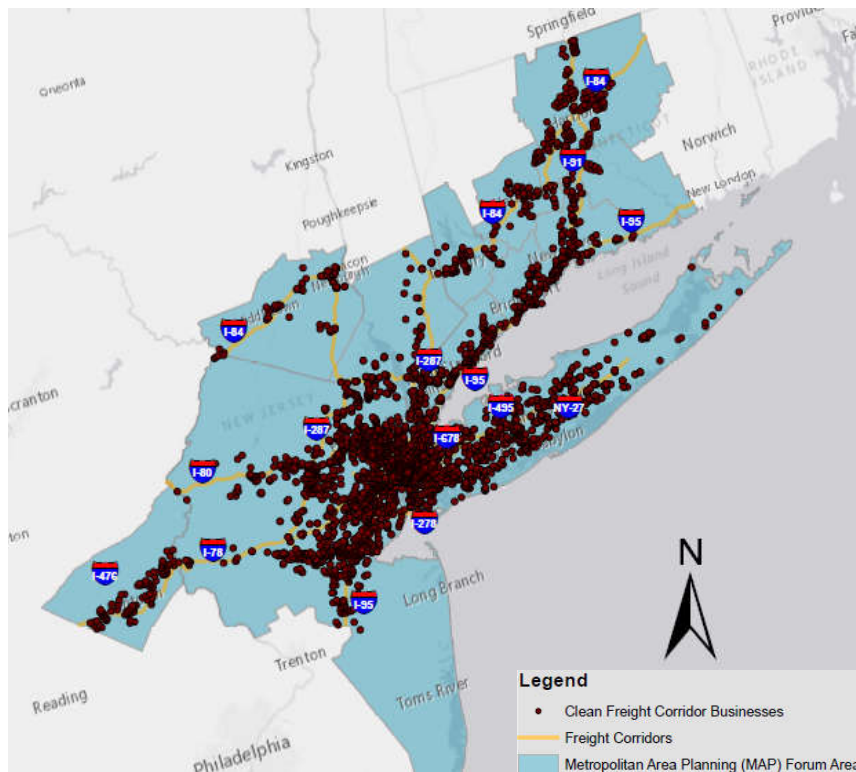 Springfield
Provide
Fa
Oneonta
RHODE
ISLAND
I-84
Norwich
Kingston
I-91
New London
Poughkeepsie
I-84
I-95
Long Island
Sound
I-84
I-287
cranton
I-95
NEW JERSEY
I-495
NY-27
I-287
I-678
I-80
I-278
I-78
I-476
N
Long Branch
I-95
Trenton
Toms River
Reading
Philadelphia
Legend
Clean Freight Corridor Businesses
Freight Corridors
Metropolitan Area Planning (MAP) Forum Area